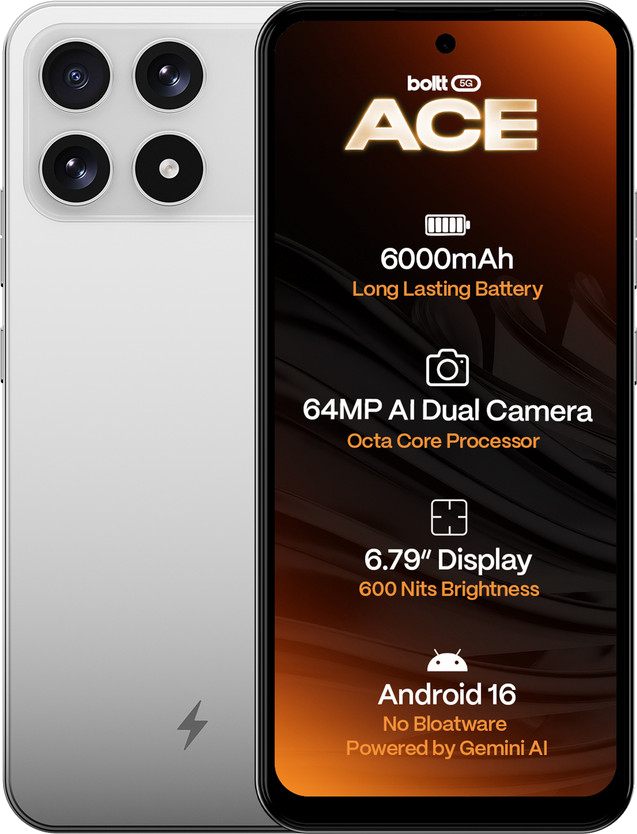 boltt 5G
ACE
6000mAh
Long Lasting Battery
64MP AI Dual Camera
Octa Core Processor
6.79” Display
600 Nits Brightness
Android 16
No Bloatware
Powered by Gemini AI